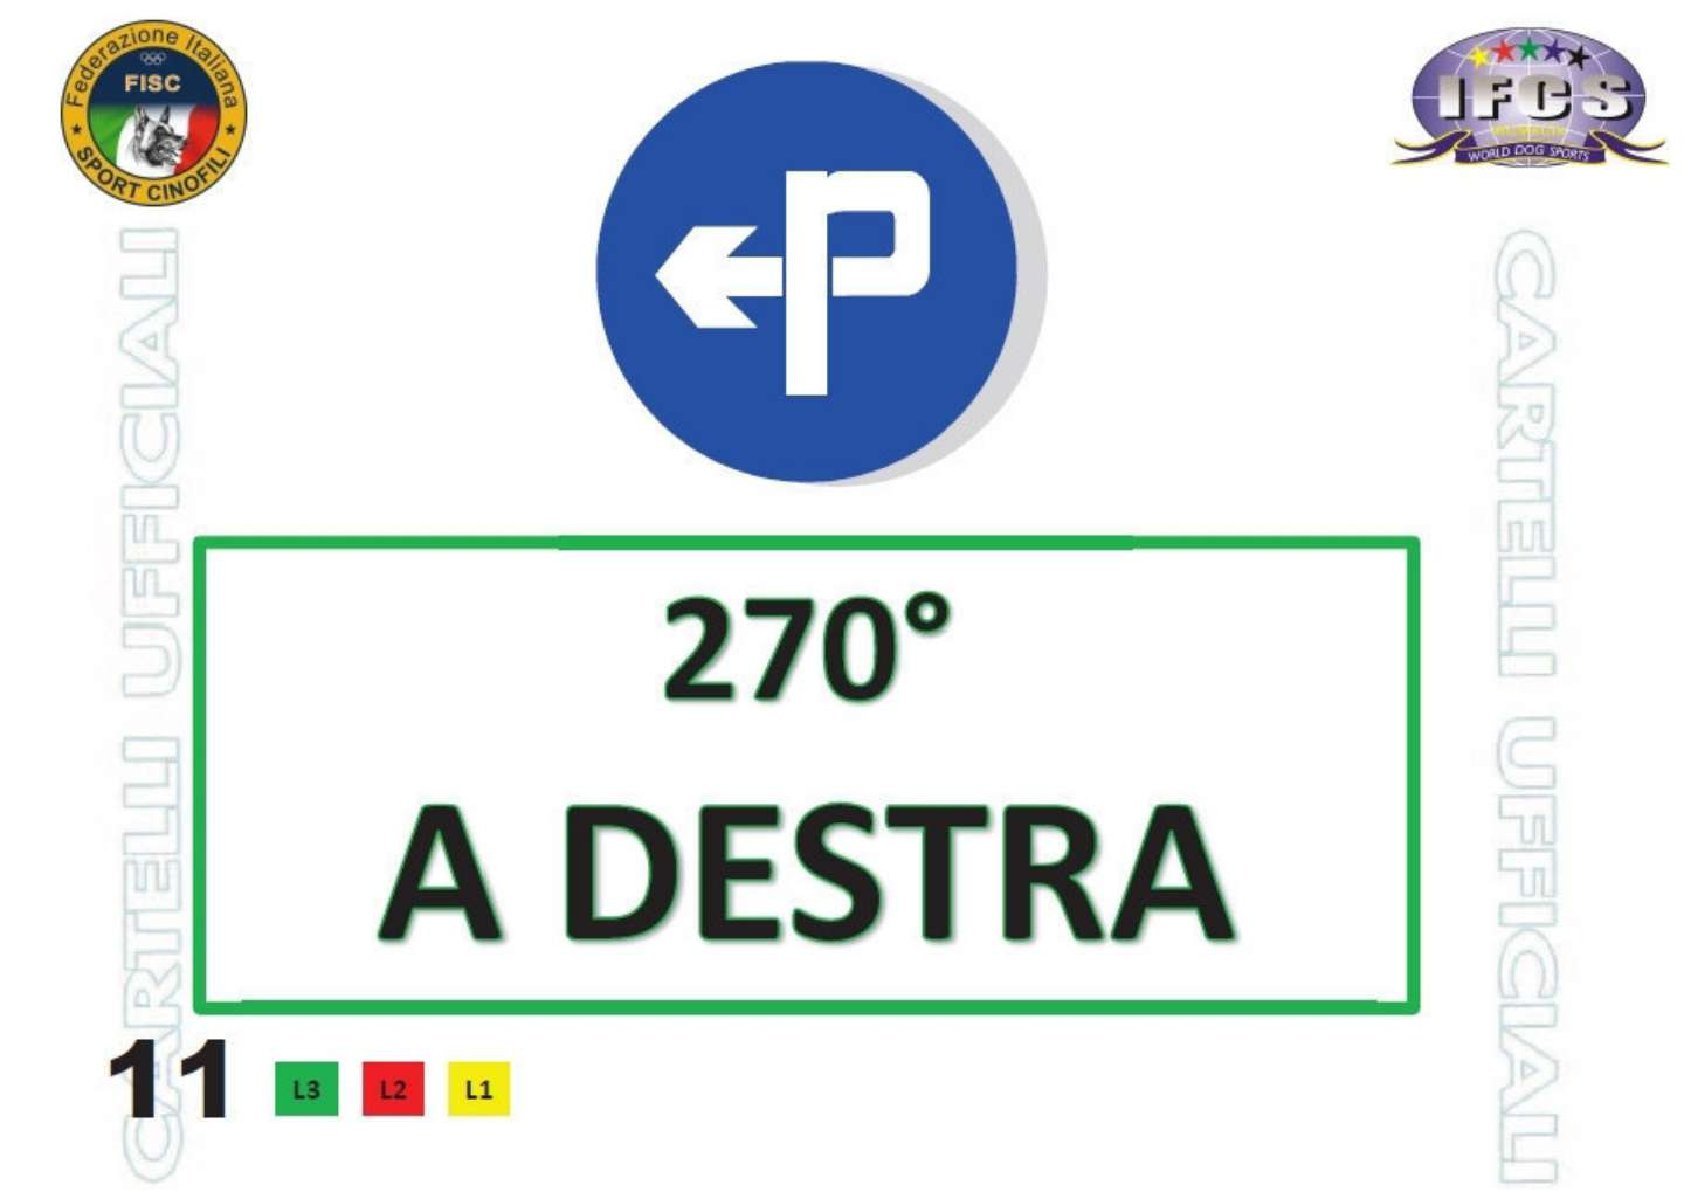 Federazione Italiana
FISC
SPORT CINOFILI
IFCS
WORLD DOG SPORTS
CARTELLI UFFICIALI
CARTELLI UFFICIALI
270°
A DESTRA
11
L3 L2 L1